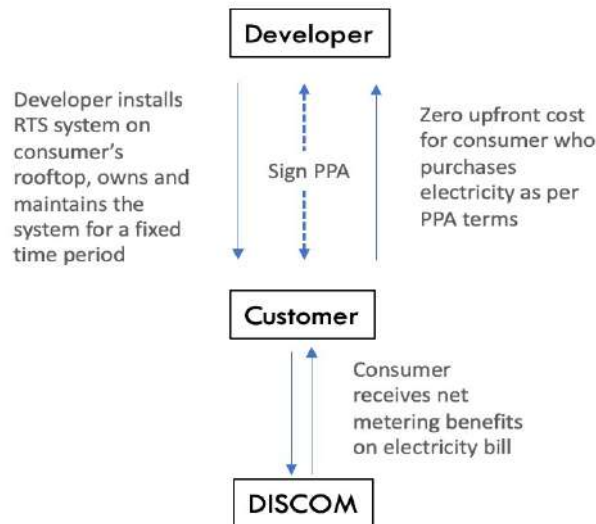 Developer
Developer installs
RTS system on
consumer's
rooftop, owns and
maintains the
system for a fixed
time period
Sign PPA
Zero upfront cost
for consumer who
purchases
electricity as per
PPA terms
Customer
Consumer
receives net
metering benefits
on electricity bill
DISCOM